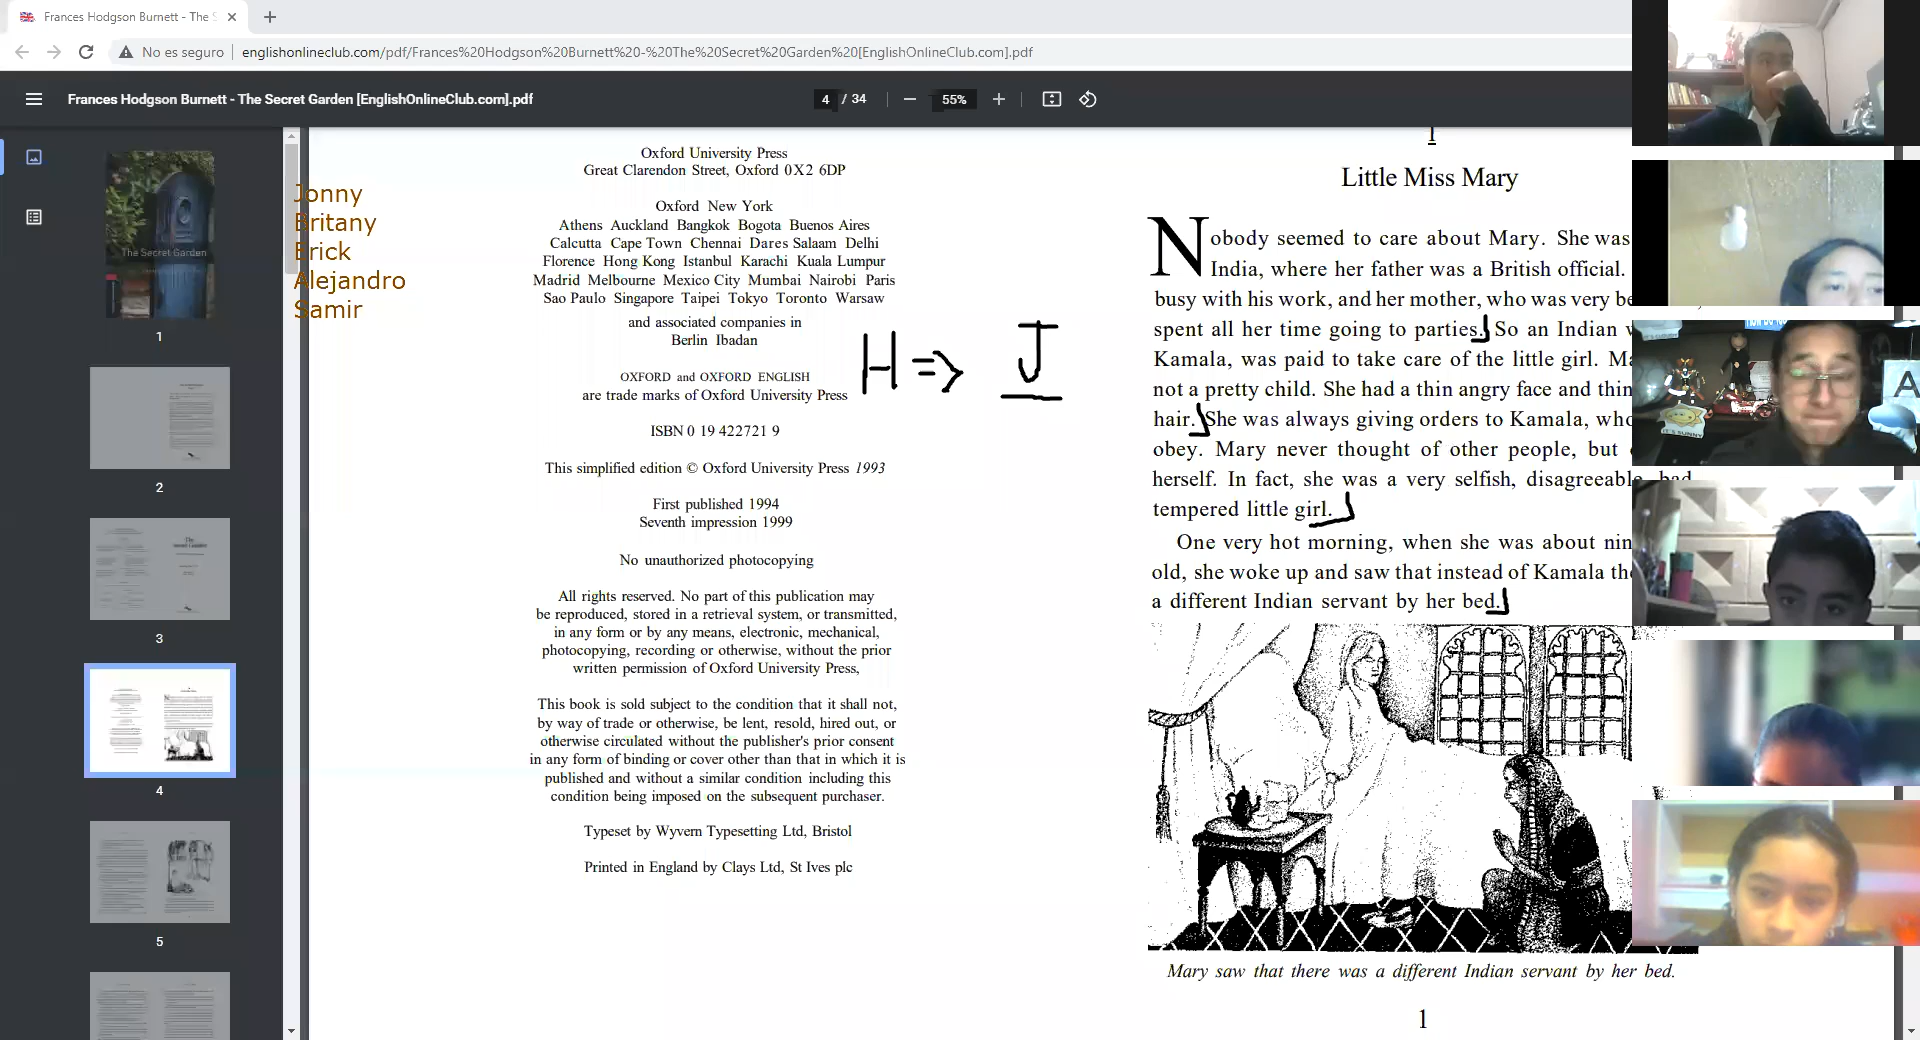 Frances Hodgson Burnett - The S
No es seguro
englishonlineclub.com/pdf/Frances%20Hodgson%20Burnett%20-%20The%20Secret%20Garden%20[EnglishOnlineClub.com].pdf
Frances Hodgson Burnett - The Secret Garden [EnglishOnlineClub.com].pdf
4 / 34
55%
The Secret Garden
1
2
3
4
5
Jonny
Britany
Erick
Alejandro
Samir
Oxford University Press
Great Clarendon Street, Oxford 0X2 6DP
Oxford New York
Athens Auckland Bangkok Bogota Buenos Aires
Calcutta Cape Town Chennai Dares Salaam Delhi
Florence Hong Kong Istanbul Karachi Kuala Lumpur
Madrid Melbourne Mexico City Mumbai Nairobi Paris
Sao Paulo Singapore Taipei Tokyo Toronto Warsaw
and associated companies in
Berlin Ibadan
OXFORD and OXFORD ENGLISH
are trade marks of Oxford University Press
ISBN 0 19 422721 9
This simplified edition © Oxford University Press 1993
First published 1994
Seventh impression 1999
No unauthorized photocopying
All rights reserved. No part of this publication may
be reproduced, stored in a retrieval system, or transmitted,
in any form or by any means, electronic, mechanical,
photocopying, recording or otherwise, without the prior
written permission of Oxford University Press,
This book is sold subject to the condition that it shall not,
by way of trade or otherwise, be lent, resold, hired out, or
otherwise circulated without the publisher's prior consent
in any form of binding or cover other than that in which it is
published and without a similar condition including this
condition being imposed on the subsequent purchaser.
Typeset by Wyvern Typesetting Ltd, Bristol
Printed in England by Clays Ltd, St Ives plc
H => J
1
Little Miss Mary
Nobody seemed to care about Mary. She was
India, where her father was a British official.
busy with his work, and her mother, who was very be
spent all her time going to parties. So an Indian
Kamala, was paid to take care of the little girl. Ma
not a pretty child. She had a thin angry face and thin
hair. She was always giving orders to Kamala, who
obey. Mary never thought of other people, but
herself. In fact, she was a very selfish, disagreeable, bad
tempered little girl.
One very hot morning, when she was about nin
old, she woke up and saw that instead of Kamala the
a different Indian servant by her bed.
Mary saw that there was a different Indian servant by her bed.
1
A
IT'S SUNNY